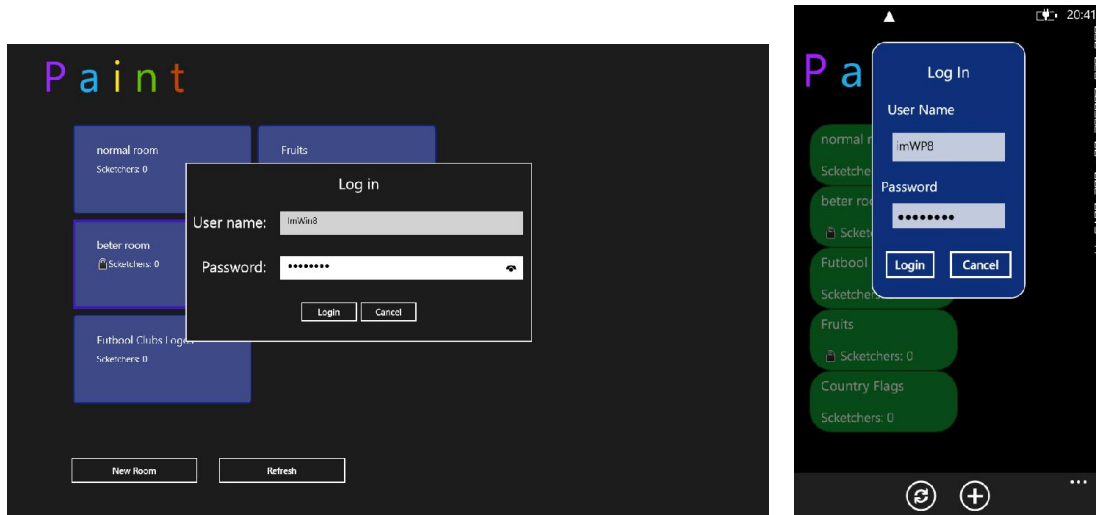 Paint
normal room
Scketchers: 0
Fruits
beter room
Scketchers: 0
Futbool Clubs Logos
Scketchers: 0
Log in
User name:
ImWin8
Password:
••••••••
Login
Cancel
New Room
Refresh
20:41
Pa
Log In
User Name
imWP8
Password
••••••••
Login
Cancel
normal r
Scketche
beter roo
Scket
Futbool
Scketchers
Fruits
Scketchers: 0
Country Flags
Scketchers: 0
...